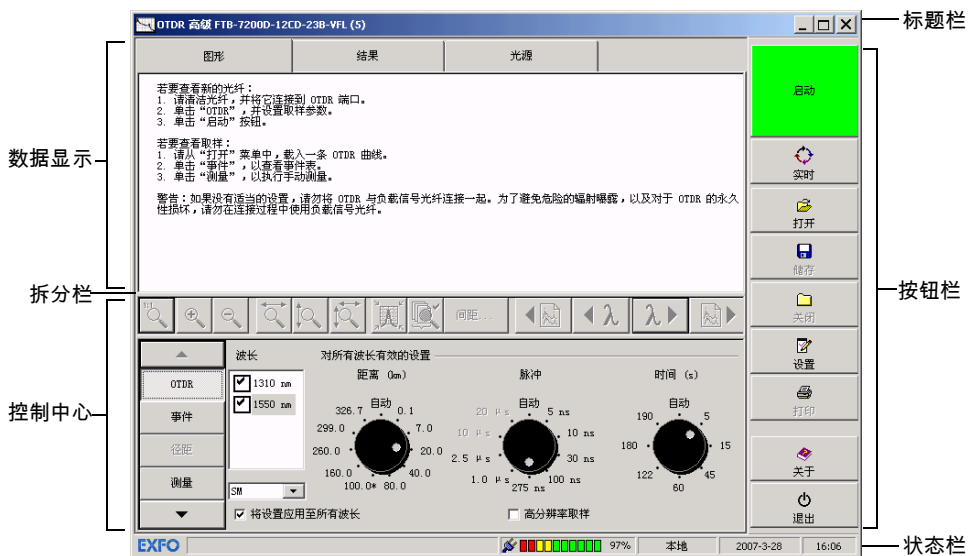 OTDR 高级 FTB-7200D-12CD-23B-VFL (5)
标题栏
图形
结果
光源
启动
若要查看新的光纤：
1. 请清洁光纤，并将它连接到 OTDR 端口。
2. 单击“OTDR”，并设置取样参数。
3. 单击“启动”按钮。
若要查看取样：
1. 请从“打开”菜单中，载入一条 OTDR 曲线。
2. 单击“事件”，以查看事件表。
3. 单击“测量”，以执行手动测量。
警告：如果没有适当的设置，请勿将 OTDR 与负载信号光纤连接一起。为了避免危险的辐射曝露，以及对于 OTDR 的永久
性损坏，请勿在连接过程中使用负载信号光纤。
数据显示
实时
打开
储存
按钮栏
拆分栏
1:1
间距...
λ
λ
关闭
设置
打印
关于
退出
控制中心
OTDR
事件
径距
测量
波长
1310 nm
1550 nm
SM
将设置应用至所有波长
对所有波长有效的设置
距离 (km)
自动
0.1
7.0
20.0
40.0
80.0
100.0*
160.0
260.0
299.0
326.7
脉冲
自动
5 ns
10 ns
30 ns
100 ns
275 ns
1.0 μs
2.5 μs
10 μs
20 μs
高分辨率取样
时间 (s)
自动
5
15
45
60
122
180
190
EXFO
97%
本地
2007-3-28
16:06
状态栏